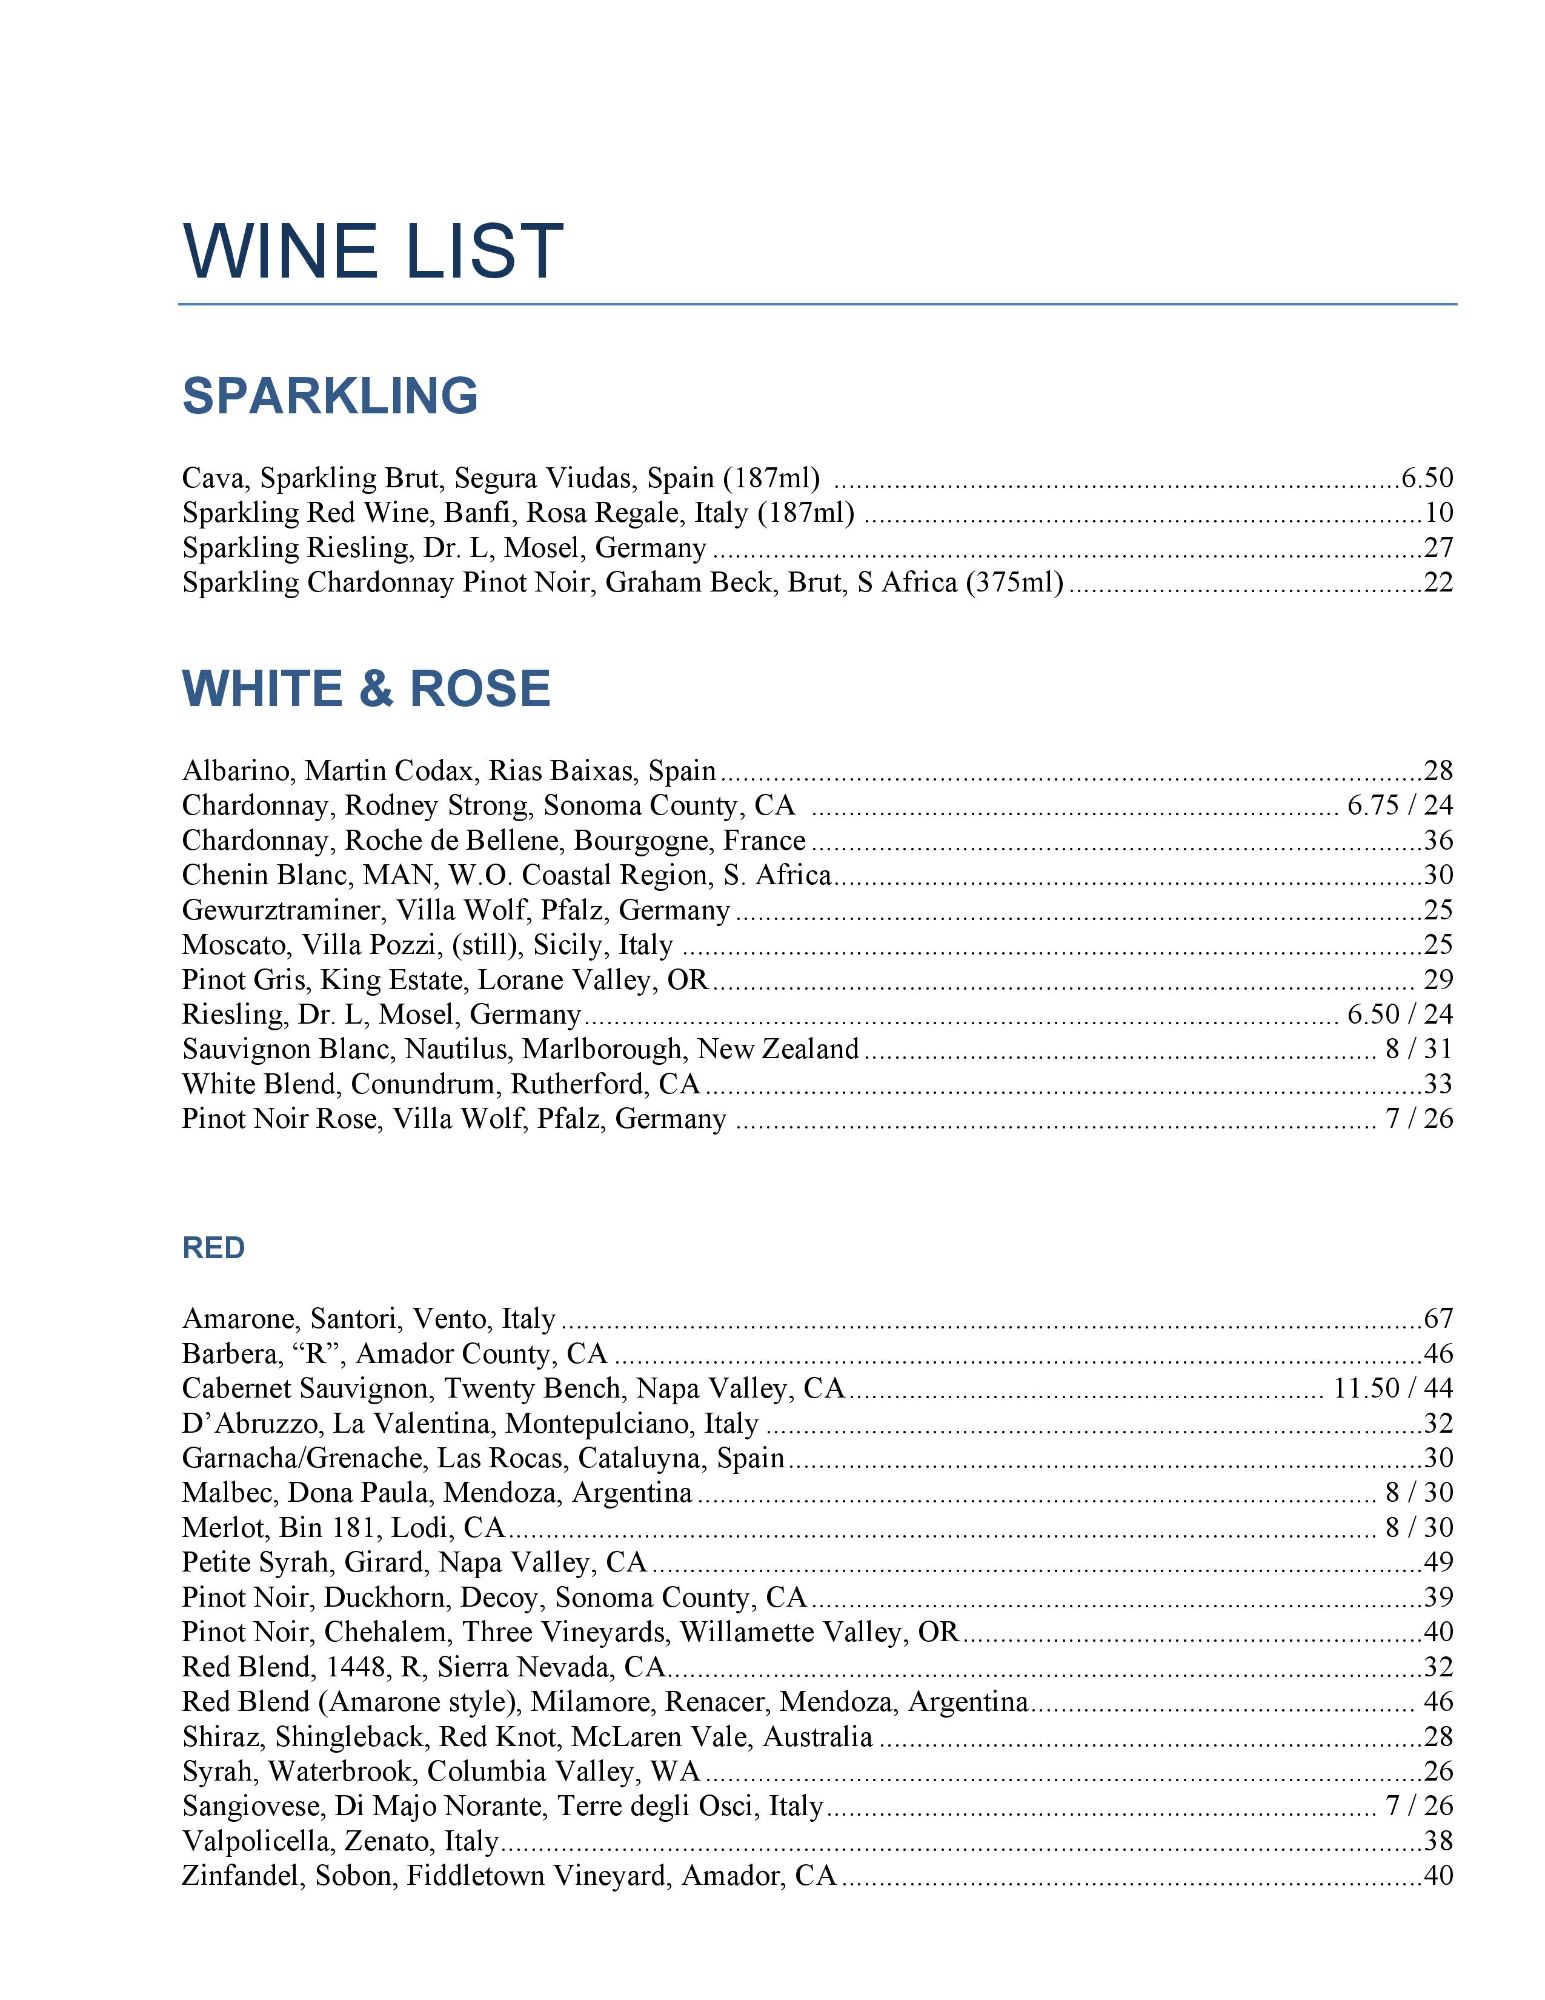 WINE LIST
SPARKLING
Cava, Sparkling Brut, Segura Viudas, Spain (187ml) ....................6.50
Sparkling Red Wine, Banfi, Rosa Regale, Italy (187ml) ....................10
Sparkling Riesling, Dr. L, Mosel, Germany ....................27
Sparkling Chardonnay Pinot Noir, Graham Beck, Brut, S Africa (375ml) ....................22
WHITE & ROSE
Albarino, Martin Codax, Rias Baixas, Spain ....................28
Chardonnay, Rodney Strong, Sonoma County, CA .................... 6.75 / 24
Chardonnay, Roche de Bellene, Bourgogne, France ....................36
Chenin Blanc, MAN, W.O. Coastal Region, S. Africa....................30
Gewurztraminer, Villa Wolf, Pfalz, Germany ....................25
Moscato, Villa Pozzi, (still), Sicily, Italy ....................25
Pinot Gris, King Estate, Lorane Valley, OR.................... 29
Riesling, Dr. L, Mosel, Germany.................... 6.50 / 24
Sauvignon Blanc, Nautilus, Marlborough, New Zealand .................... 8 / 31
White Blend, Conundrum, Rutherford, CA ....................33
Pinot Noir Rose, Villa Wolf, Pfalz, Germany .................... 7 / 26
RED
Amarone, Santori, Vento, Italy ....................67
Barbera, “R”, Amador County, CA ....................46
Cabernet Sauvignon, Twenty Bench, Napa Valley, CA.................... 11.50 / 44
D’Abruzzo, La Valentina, Montepulciano, Italy ....................32
Garnacha/Grenache, Las Rocas, Cataluyna, Spain....................30
Malbec, Dona Paula, Mendoza, Argentina .................... 8 / 30
Merlot, Bin 181, Lodi, CA.................... 8 / 30
Petite Syrah, Girard, Napa Valley, CA ....................49
Pinot Noir, Duckhorn, Decoy, Sonoma County, CA ....................39
Pinot Noir, Chehalem, Three Vineyards, Willamette Valley, OR....................40
Red Blend, 1448, R, Sierra Nevada, CA....................32
Red Blend (Amarone style), Milamore, Renacer, Mendoza, Argentina.................... 46
Shiraz, Shingleback, Red Knot, McLaren Vale, Australia ....................28
Syrah, Waterbrook, Columbia Valley, WA ....................26
Sangiovese, Di Majo Norante, Terre degli Osci, Italy.................... 7 / 26
Valpolicella, Zenato, Italy....................38
Zinfandel, Sobon, Fiddletown Vineyard, Amador, CA ....................40